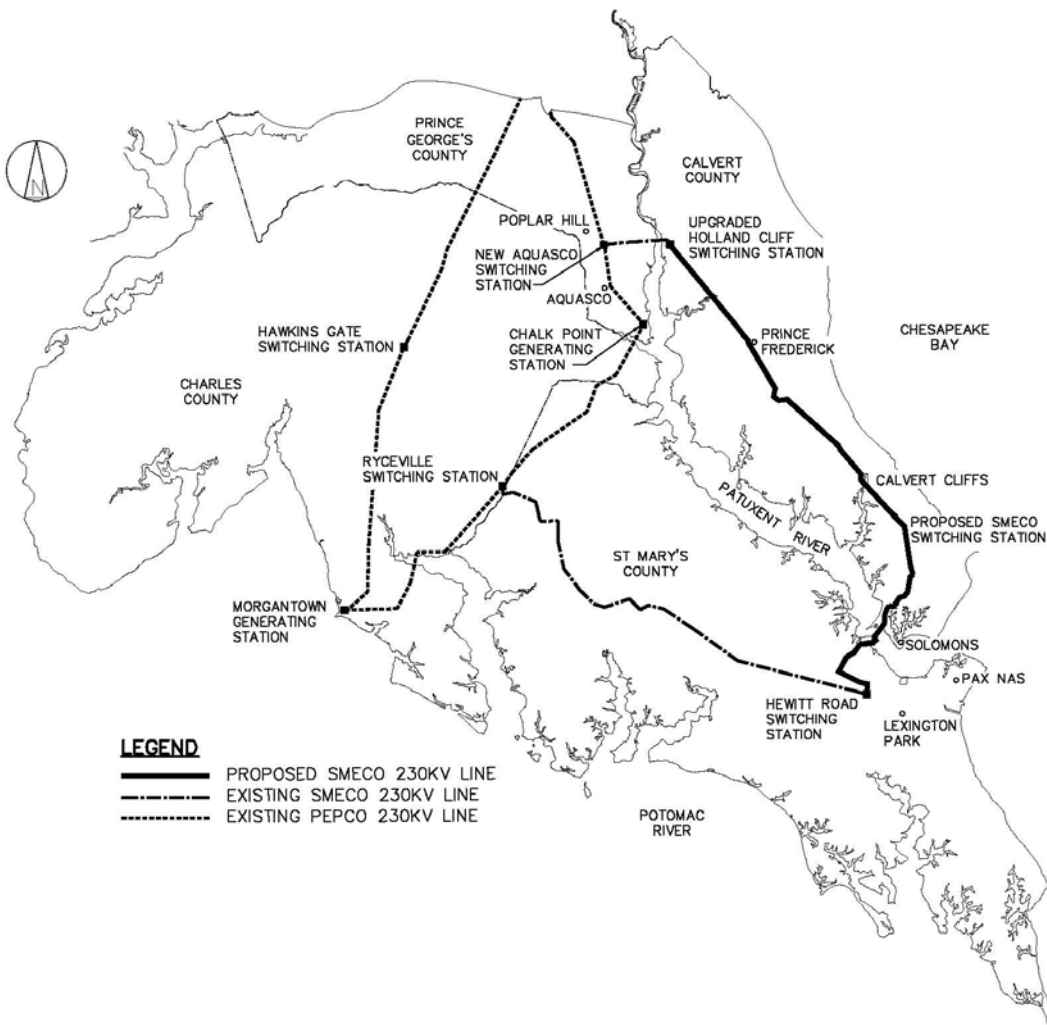 PRINCE
GEORGE'S
COUNTY
CALVERT
COUNTY
N
POPLAR HILL
UPGRADED
HOLLAND CLIFF
SWITCHING STATION
NEW AQUASCO
SWITCHING
STATION
AQUASCO
HAWKINS GATE
SWITCHING STATION
CHALK POINT
GENERATING
STATION
PRINCE
FREDERICK
CHESAPEAKE
BAY
CHARLES
COUNTY
RYCEVILLE
SWITCHING STATION
CALVERT CLIFFS
PATUXENT RIVER
PROPOSED SMECO
SWITCHING STATION
ST MARY'S
COUNTY
MORGANTOWN
GENERATING
STATION
SOLOMONS
PAX NAS
HEWITT ROAD
SWITCHING
STATION
LEXINGTON
PARK
LEGEND
PROPOSED SMECO 230KV LINE
EXISTING SMECO 230KV LINE
EXISTING PEPCO 230KV LINE
POTOMAC
RIVER